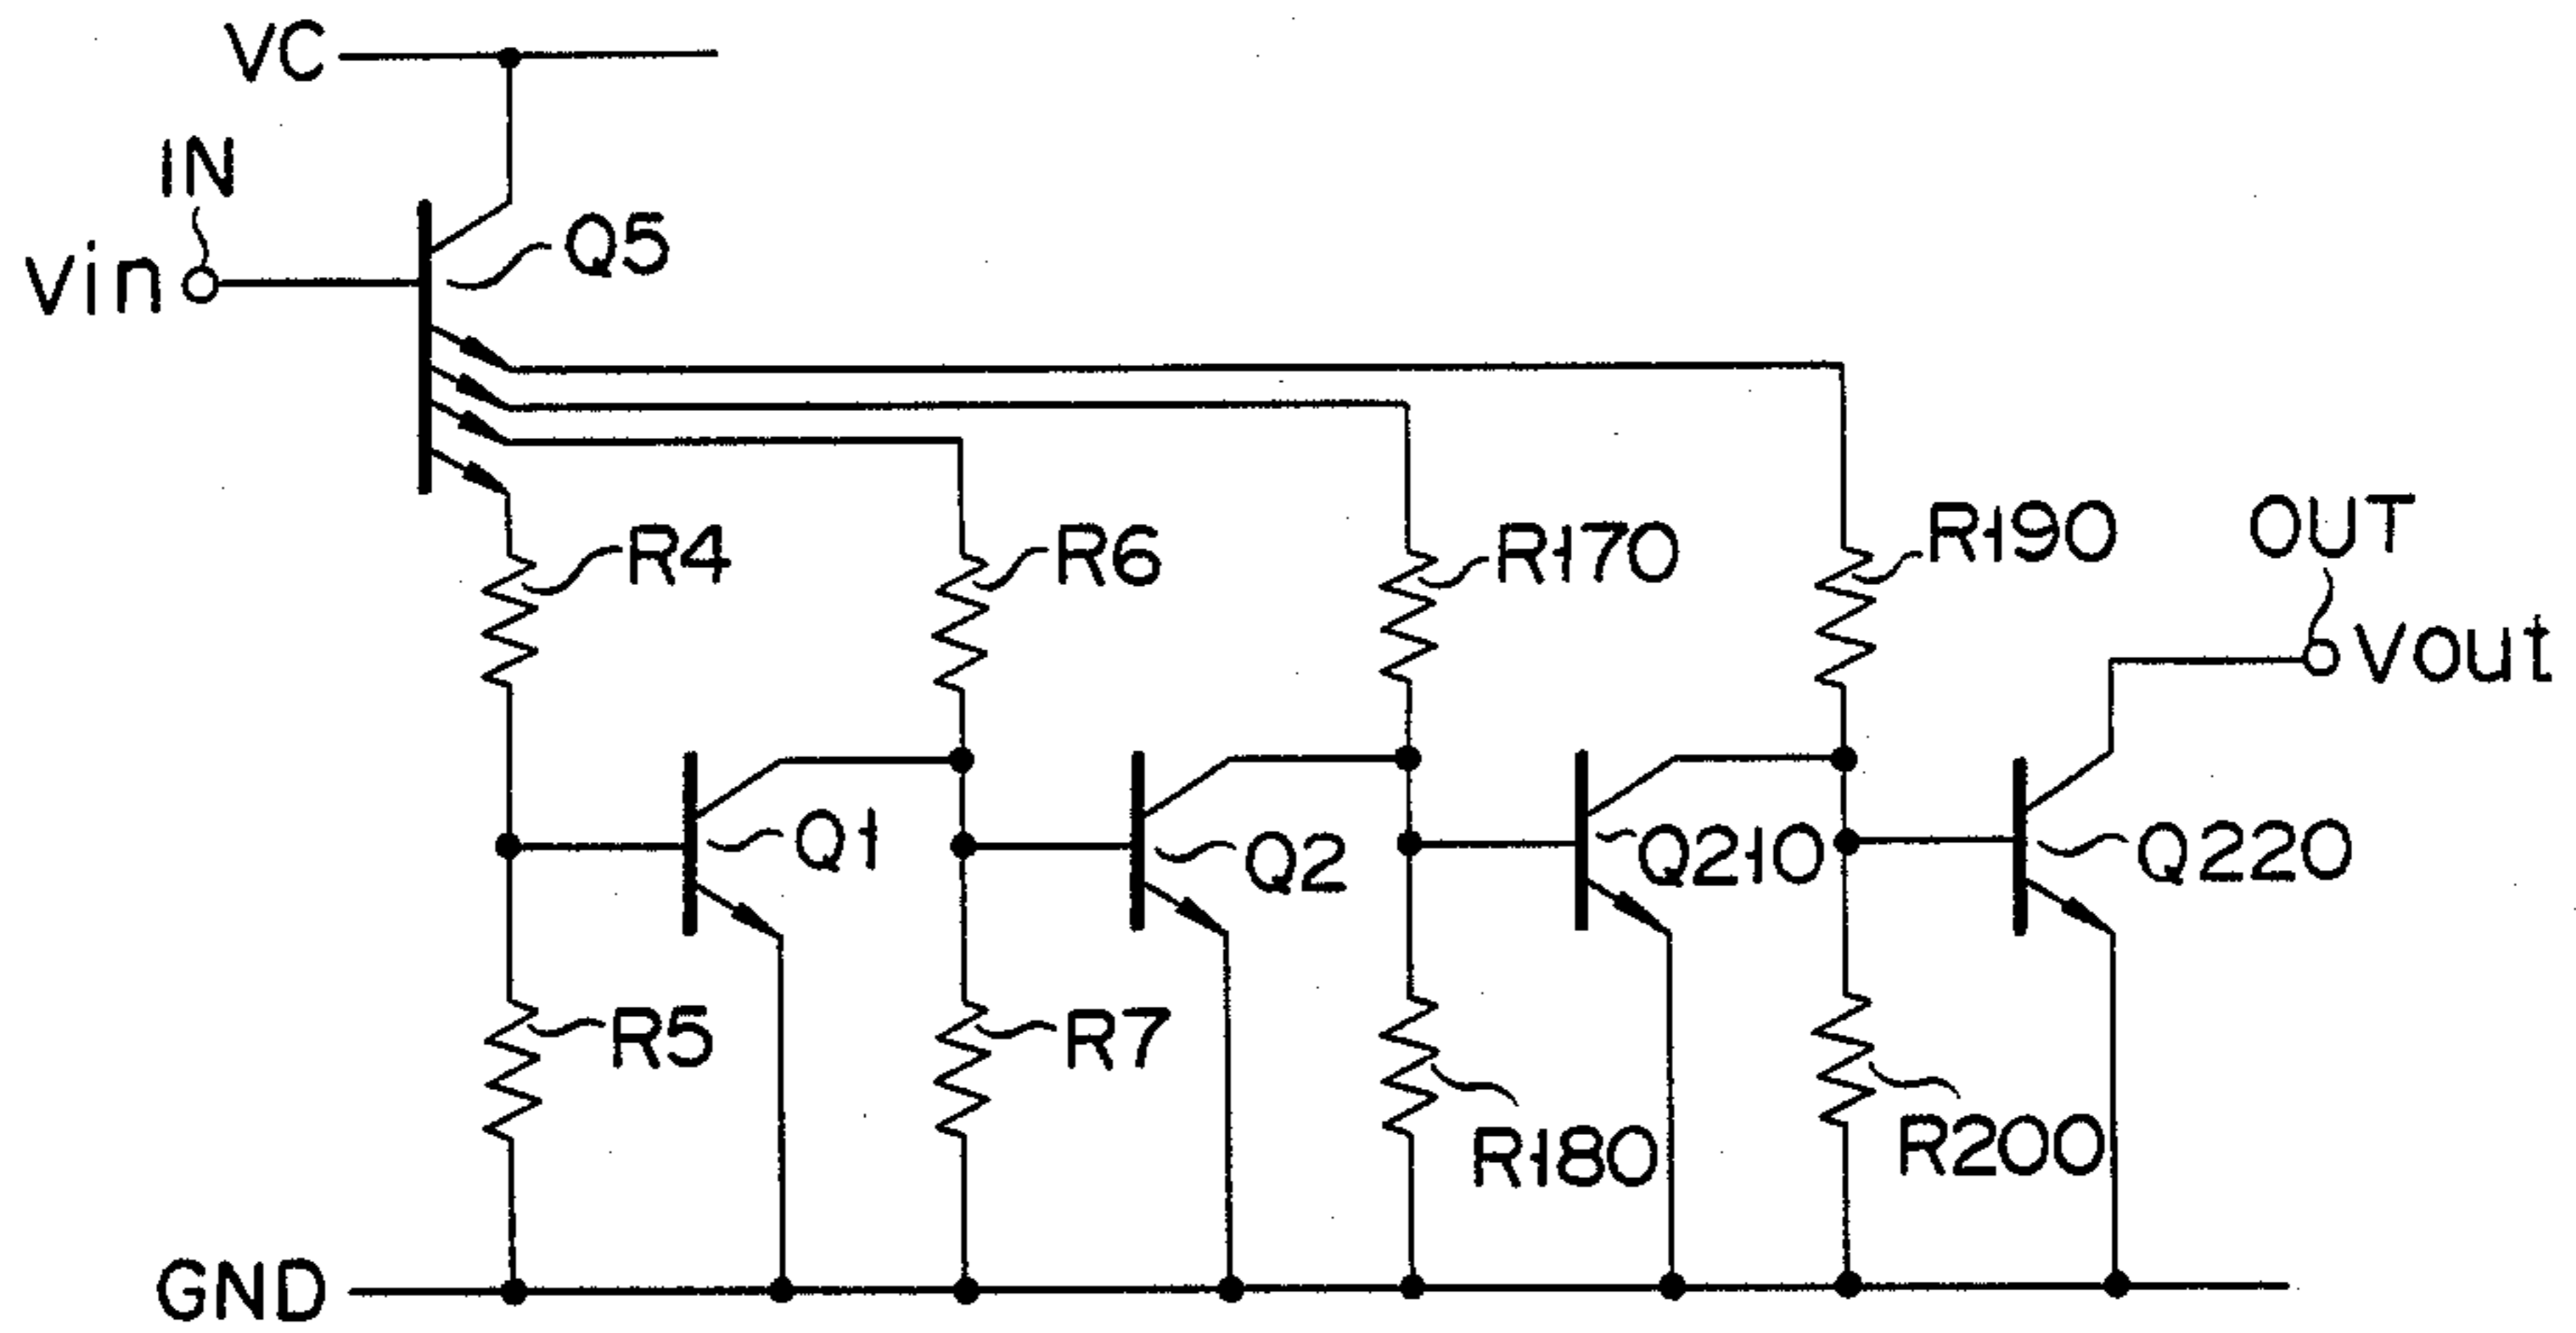 VC
IN
Vin
Q5
R4
R6
R170
R190
OUT
Vout
Q1
Q2
Q210
Q220
R5
R7
R180
R200
GND